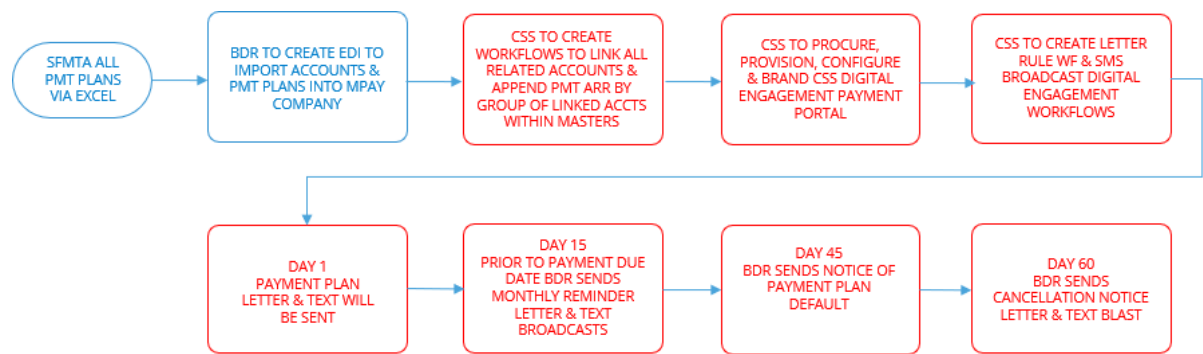 SFMTA ALL
PMT PLANS
VIA EXCEL
BDR TO CREATE EDI TO
IMPORT ACCOUNTS &
PMT PLANS INTO MPAY
COMPANY
CSS TO CREATE
WORKFLOWS TO LINK ALL
RELATED ACCOUNTS &
APPEND PMT ARR BY
GROUP OF LINKED ACCTS
WITHIN MASTERS
CSS TO PROCURE,
PROVISION, CONFIGURE
& BRAND CSS DIGITAL
ENGAGEMENT PAYMENT
PORTAL
CSS TO CREATE LETTER
RULE WF & SMS
BROADCAST DIGITAL
ENGAGEMENT
WORKFLOWS
DAY 1
PAYMENT PLAN
LETTER & TEXT WILL
BE SENT
DAY 15
PRIOR TO PAYMENT DUE
DATE BDR SENDS
MONTHLY REMINDER
LETTER & TEXT
BROADCASTS
DAY 45
BDR SENDS NOTICE OF
PAYMENT PLAN
DEFAULT
DAY 60
BDR SENDS
CANCELLATION NOTICE
LETTER & TEXT BLAST